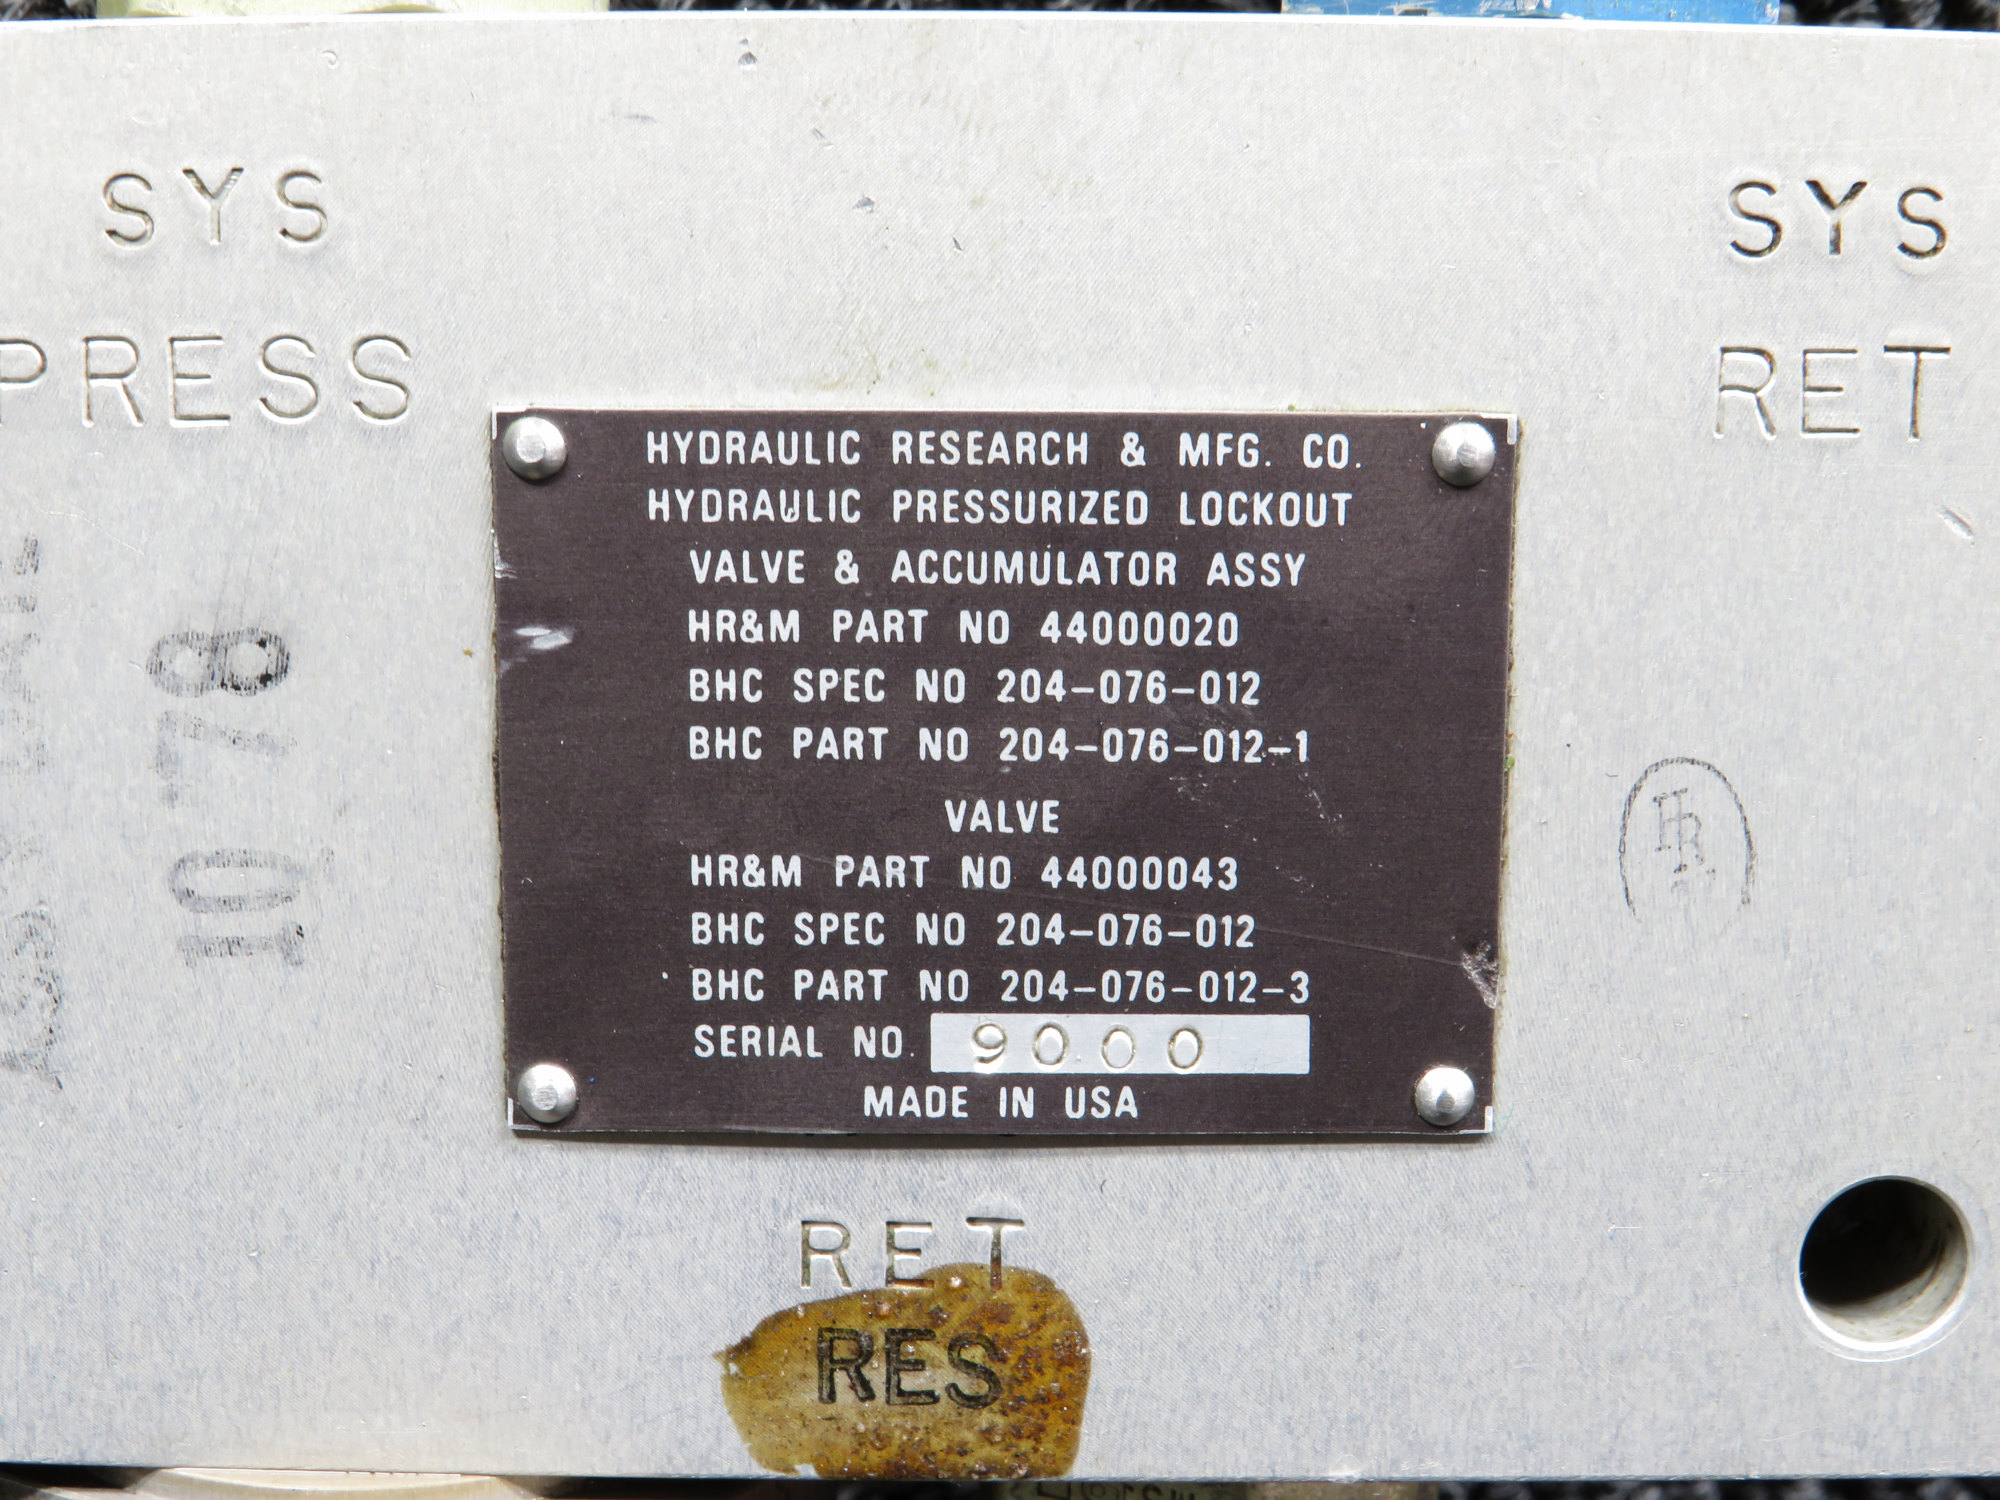 SYS
PRESS
SYS
RET
HYDRAULIC RESEARCH & MFG. CO.
HYDRAULIC PRESSURIZED LOCKOUT
VALVE & ACCUMULATOR ASSY
HR&M PART NO 44000020
BHC SPEC NO 204-076-012
BHC PART NO 204-076-012-1
VALVE
HR&M PART NO 44000043
BHC SPEC NO 204-076-012
BHC PART NO 204-076-012-3
SERIAL NO. 9000
MADE IN USA
RET
RES
1Q 78
HR